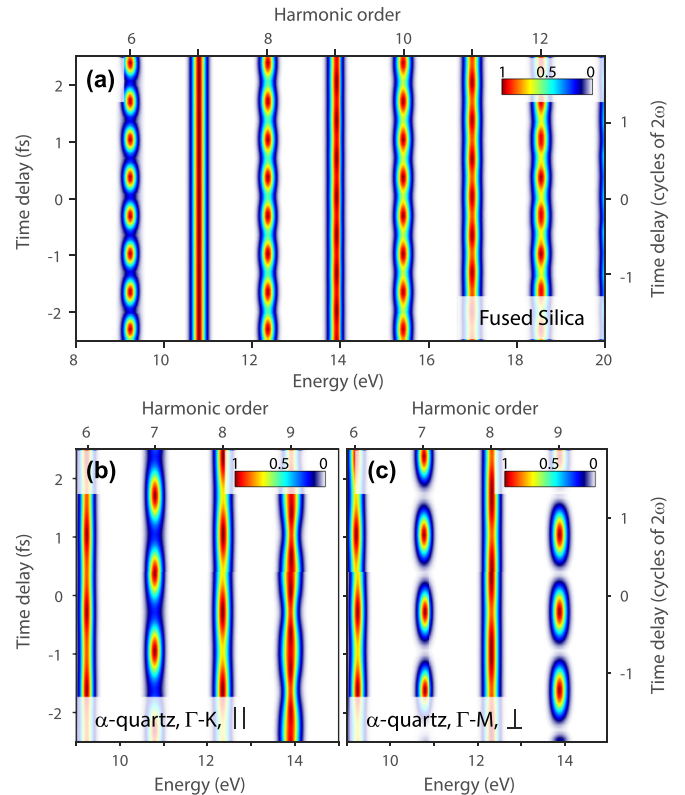 Harmonic order
6 8 10 12
(a)
1 0.5 0
2
1
0
-1
-2
Time delay (fs)
1
0
-1
Time delay (cycles of 2ω)
Fused Silica
8 10 12 14 16 18 20
Energy (eV)
Harmonic order Harmonic order
6 7 8 9 6 7 8 9
(b) 1 0.5 0 (c) 1 0.5 0
2
1
0
-1
-2
Time delay (fs)
1
0
-1
Time delay (cycles of 2ω)
α-quartz, Γ-K, || α-quartz, Γ-M, ⊥
10 12 14 10 12 14
Energy (eV) Energy (eV)